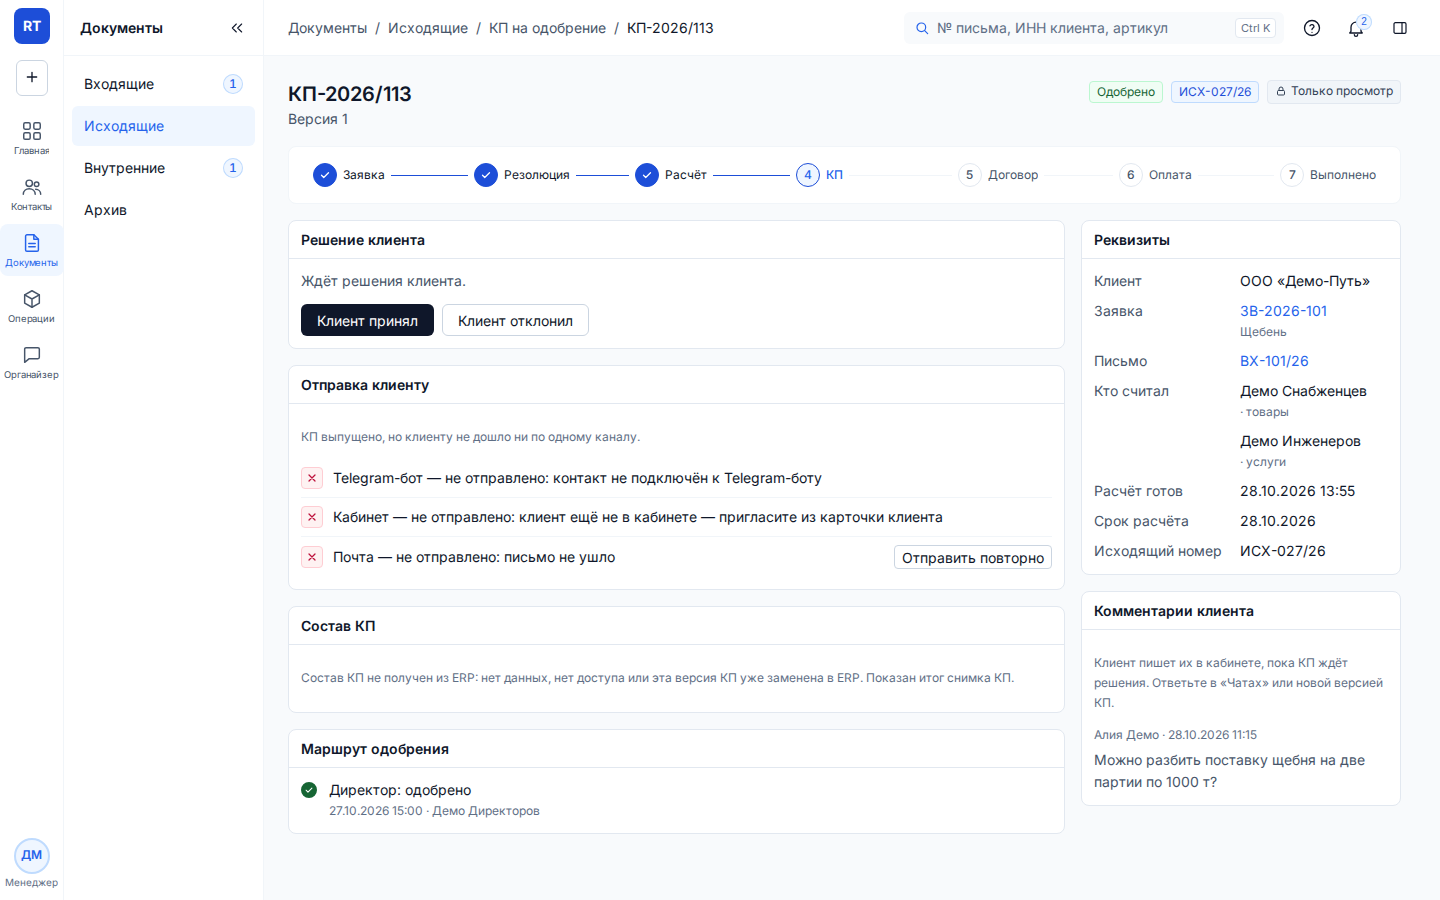 RT
Документы
Документы / Исходящие / КП на одобрение / КП-2026/113
№ письма, ИНН клиента, артикул
Ctrl K
2
+
Главная
Контакты
Документы
Операции
Органайзер
ДМ
Менеджер
Входящие
1
Исходящие
Внутренние
1
Архив
КП-2026/113
Версия 1
Одобрено
ИСХ-027/26
Только просмотр
Заявка
Резолюция
Расчёт
4 КП
5 Договор
6 Оплата
7 Выполнено
Решение клиента
Ждёт решения клиента.
Клиент принял
Клиент отклонил
Отправка клиенту
КП выпущено, но клиенту не дошло ни по одному каналу.
Telegram-бот — не отправлено: контакт не подключён к Telegram-боту
Кабинет — не отправлено: клиент ещё не в кабинете — пригласите из карточки клиента
Почта — не отправлено: письмо не ушло
Отправить повторно
Состав КП
Состав КП не получен из ERP: нет данных, нет доступа или эта версия КП уже заменена в ERP. Показан итог снимка КП.
Маршрут одобрения
Директор: одобрено
27.10.2026 15:00 · Демо Директоров
Реквизиты
Клиент
ООО «Демо-Путь»
Заявка
ЗВ-2026-101
Щебень
Письмо
ВХ-101/26
Кто считал
Демо Снабженцев
· товары
Демо Инженеров
· услуги
Расчёт готов
28.10.2026 13:55
Срок расчёта
28.10.2026
Исходящий номер
ИСХ-027/26
Комментарии клиента
Клиент пишет их в кабинете, пока КП ждёт
решения. Ответьте в «Чатах» или новой версией
КП.
Алия Демо · 28.10.2026 11:15
Можно разбить поставку щебня на две
партии по 1000 т?